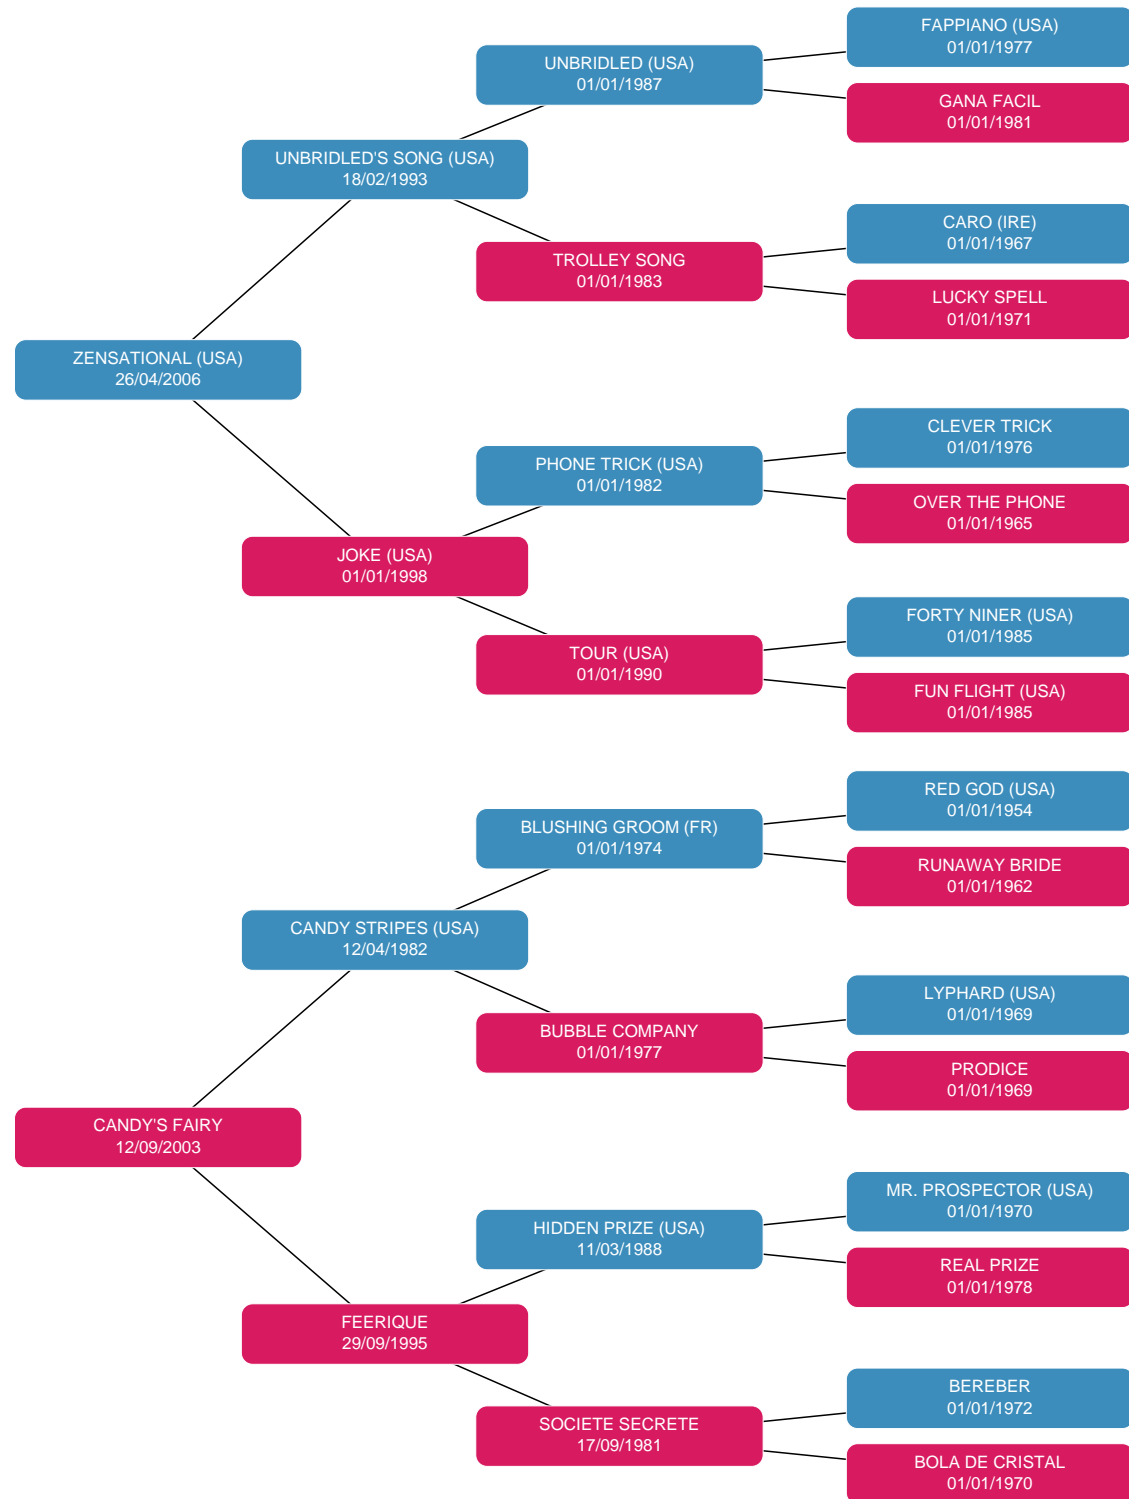 FAPPIANO (USA)
01/01/1977
UNBRIDLED (USA)
01/01/1987
GANA FACIL
01/01/1981
UNBRIDLED'S SONG (USA)
18/02/1993
CARO (IRE)
01/01/1967
TROLLEY SONG
01/01/1983
LUCKY SPELL
01/01/1971
ZENSATIONAL (USA)
26/04/2006
CLEVER TRICK
01/01/1976
PHONE TRICK (USA)
01/01/1982
OVER THE PHONE
01/01/1965
JOKE (USA)
01/01/1998
FORTY NINER (USA)
01/01/1985
TOUR (USA)
01/01/1990
FUN FLIGHT (USA)
01/01/1985
RED GOD (USA)
01/01/1954
BLUSHING GROOM (FR)
01/01/1974
RUNAWAY BRIDE
01/01/1962
CANDY STRIPES (USA)
12/04/1982
LYPHARD (USA)
01/01/1969
BUBBLE COMPANY
01/01/1977
PRODICE
01/01/1969
CANDY'S FAIRY
12/09/2003
MR. PROSPECTOR (USA)
01/01/1970
HIDDEN PRIZE (USA)
11/03/1988
REAL PRIZE
01/01/1978
FEERIQUE
29/09/1995
BEREBER
01/01/1972
SOCIETE SECRETE
17/09/1981
BOLA DE CRISTAL
01/01/1970